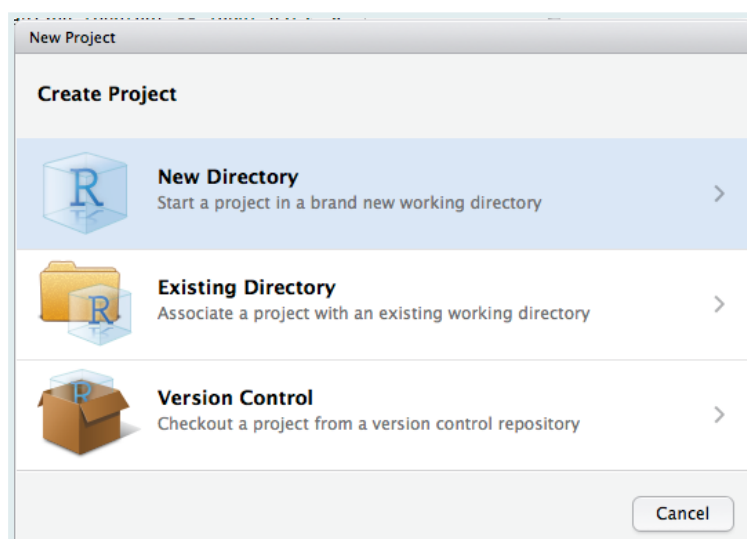 New Project
Create Project
R
New Directory
Start a project in a brand new working directory
R
Existing Directory
Associate a project with an existing working directory
R
Version Control
Checkout a project from a version control repository
Cancel